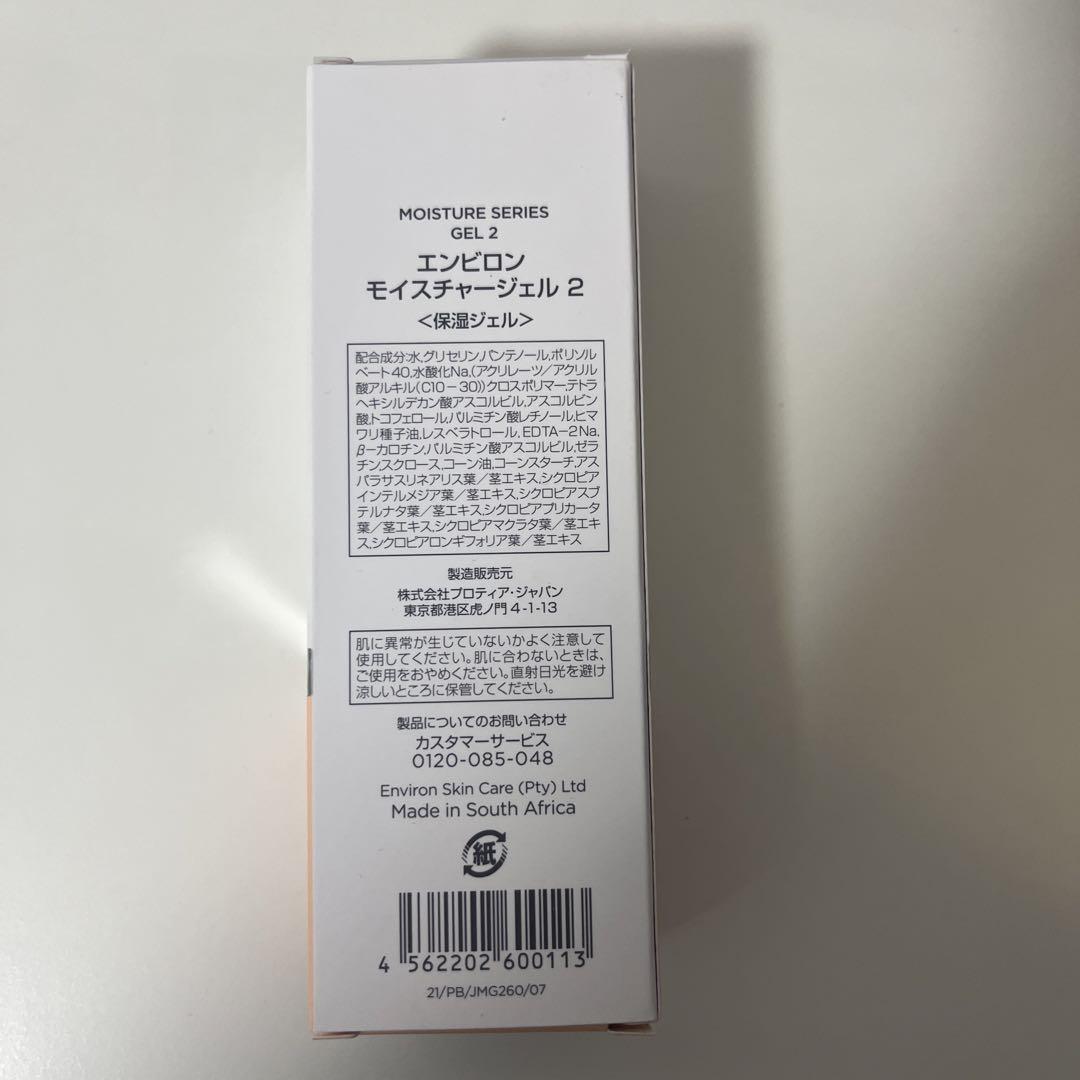 MOISTURE SERIES
GEL 2
エンビロン
モイスチャージェル 2
<保湿ジェル>
配合成分:水,グリセリン,パンテノール,ポリソル
ベート40,水酸化Na,(アクリレーツ/アクリル
酸アルキル(C10-30))クロスポリマー,テトラ
ヘキシルデカン酸アスコルビル,アスコルビン
酸,トコフェロール,パルミチン酸レチノール,ヒマ
ワリ種子油,レスベラトロール,EDTA-2Na,
β-カロチン,パルミチン酸アスコルビル,ゼラ
チン,スクロース,コーン油,コーンスターチ,アス
パラサスリネアリス葉/茎エキス,シクロピア
インテルメジア葉/茎エキス,シクロピアスブ
テルナタ葉/茎エキス,シクロピアプリカータ
葉/茎エキス,シクロピアマクラタ葉/茎エキ
ス,シクロピアロンギフォリア葉/茎エキス
製造販売元
株式会社プロティア・ジャパン
東京都港区虎ノ門 4-1-13
肌に異常が生じていないかよく注意して
使用してください。肌に合わないときは、
ご使用をおやめください。直射日光を避け
涼しいところに保管してください。
製品についてのお問い合わせ
カスタマーサービス
0120-085-048
Environ Skin Care (Pty) Ltd
Made in South Africa
紙
4 562202 600113
21/PB/JMG260/07